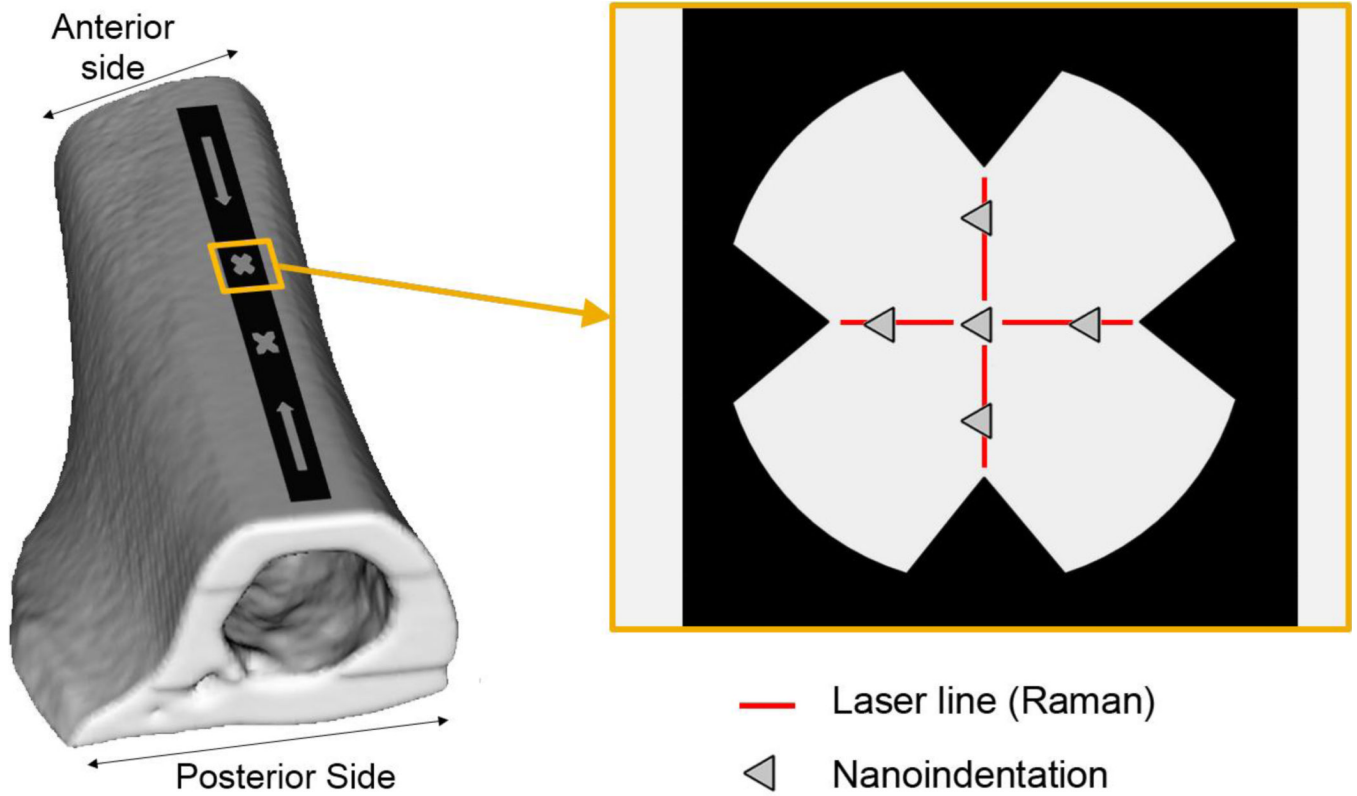 Anterior
side
Laser line (Raman)
Nanoindentation
Posterior Side